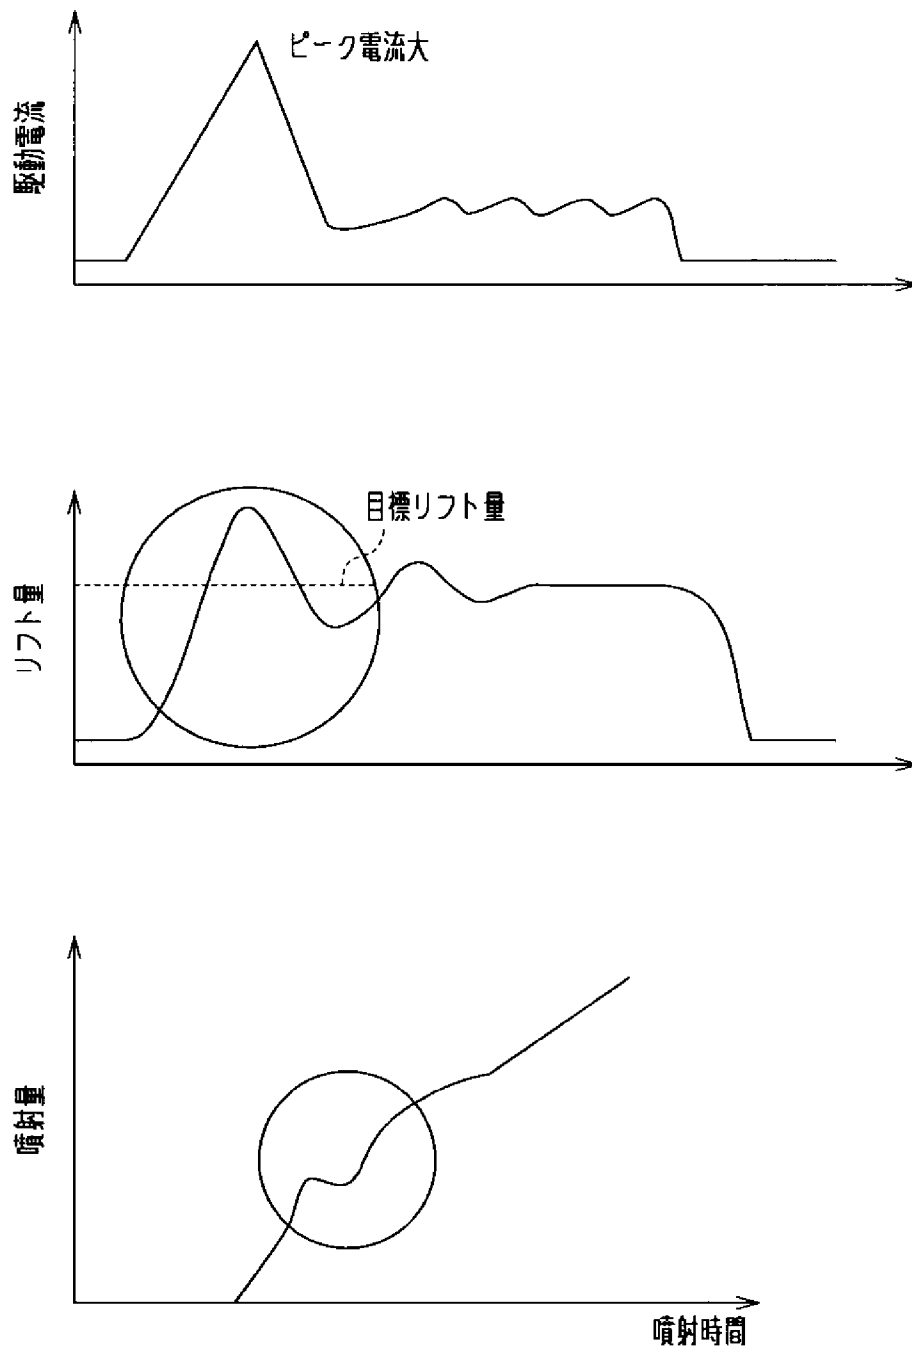 ピーク電流大
駆動電流
目標リフト量
リフト量
噴射量
噴射時間